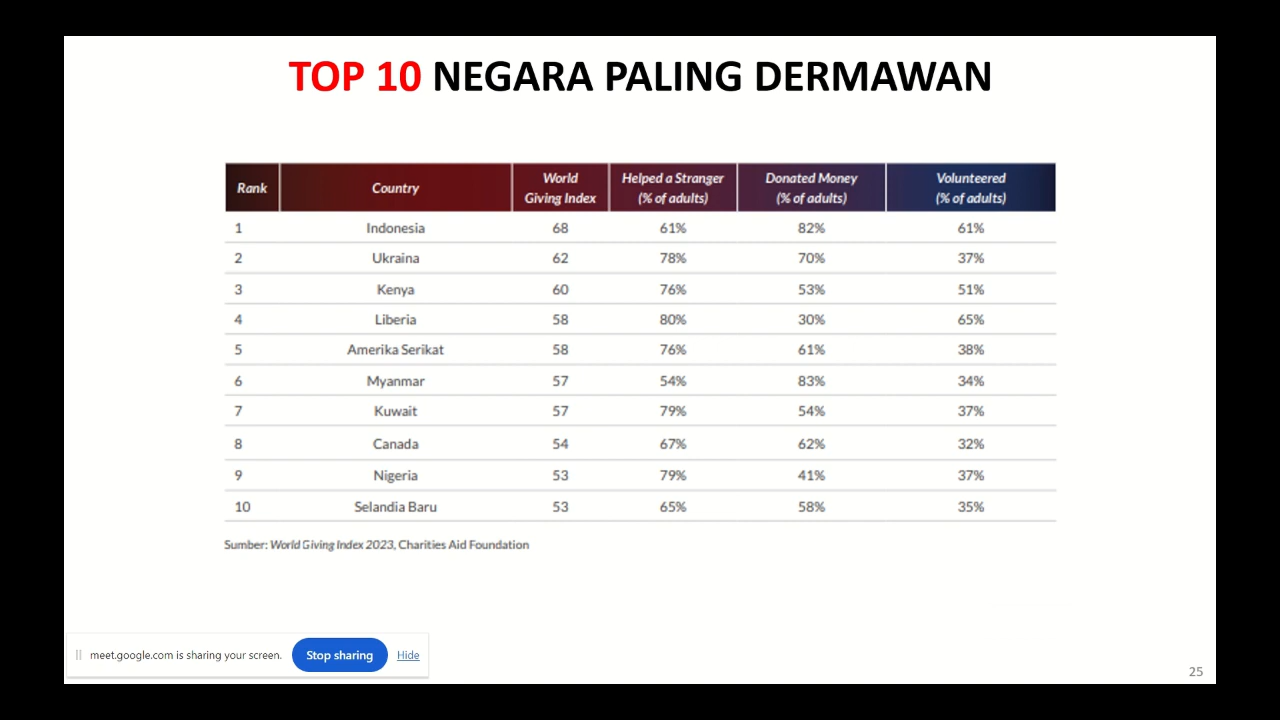 TOP 10 NEGARA PALING DERMAWAN
Rank Country World Giving Index Helped a Stranger (% of adults) Donated Money (% of adults) Volunteered (% of adults)
1 Indonesia 68 61% 82% 61%
2 Ukraina 62 78% 70% 37%
3 Kenya 60 76% 53% 51%
4 Liberia 58 80% 30% 65%
5 Amerika Serikat 58 76% 61% 38%
6 Myanmar 57 54% 83% 34%
7 Kuwait 57 79% 54% 37%
8 Canada 54 67% 62% 32%
9 Nigeria 53 79% 41% 37%
10 Selandia Baru 53 65% 58% 35%
Sumber: World Giving Index 2023, Charities Aid Foundation
meet.google.com is sharing your screen. Stop sharing Hide
25